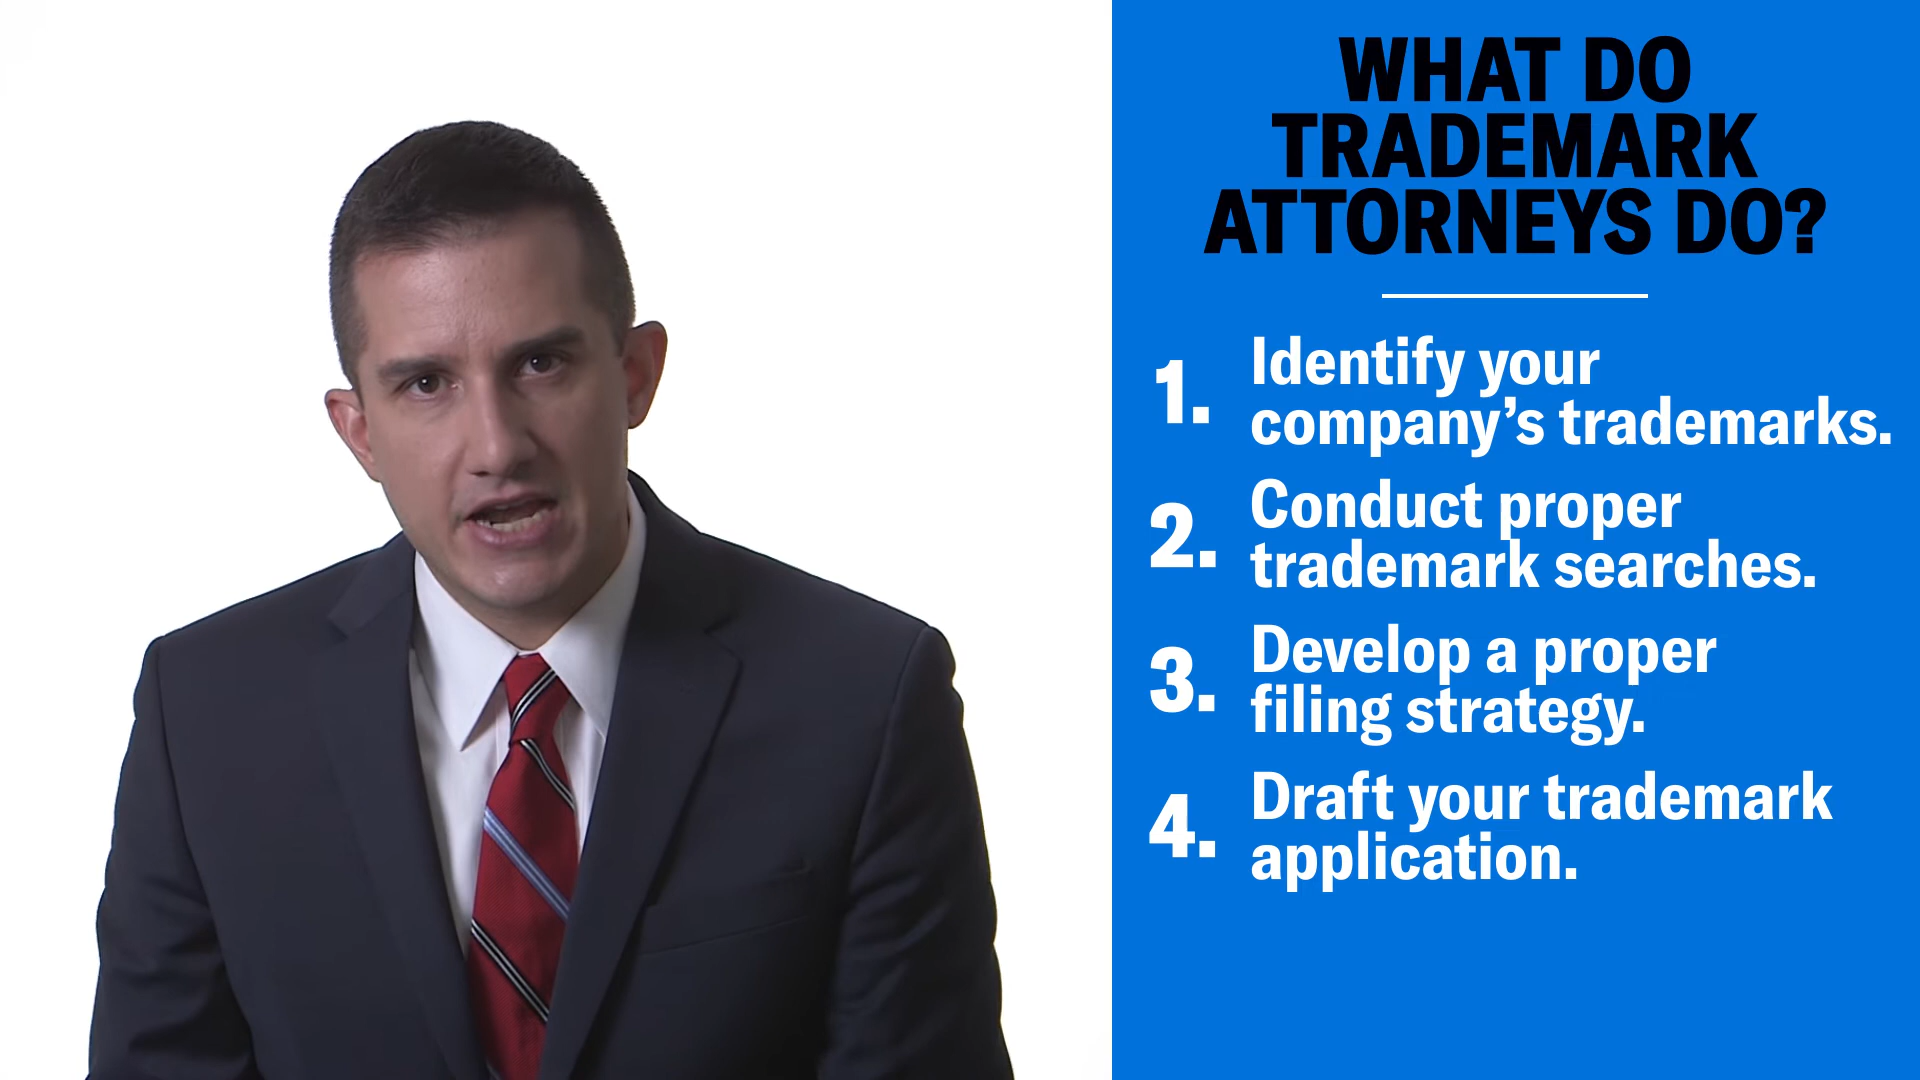 WHAT DO
TRADEMARK
ATTORNEYS DO?
1. Identify your
company’s trademarks.
2. Conduct proper
trademark searches.
3. Develop a proper
filing strategy.
4. Draft your trademark
application.